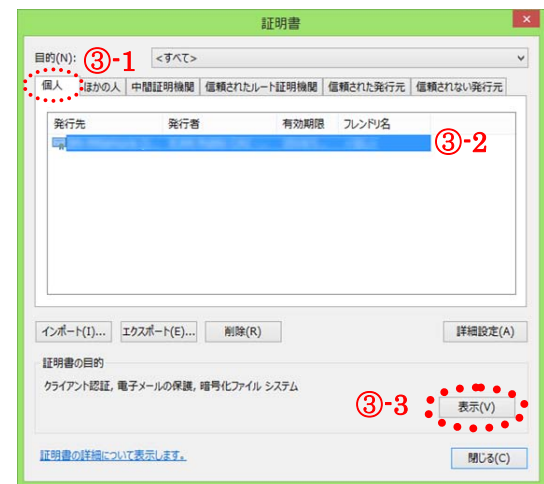 証明書
×
目的(N):
③-1
<すべて>
個人 ほかの人 中間証明機関 信頼されたルート証明機関 信頼された発行元 信頼されない発行元
発行先 発行者 有効期限 フレンドリ名
③-2
インポート(I)... エクスポート(E)... 削除(R) 詳細設定(A)
証明書の目的
クライアント認証, 電子メールの保護, 暗号化ファイル システム
③-3
表示(V)
証明書の詳細について表示します。
閉じる(C)